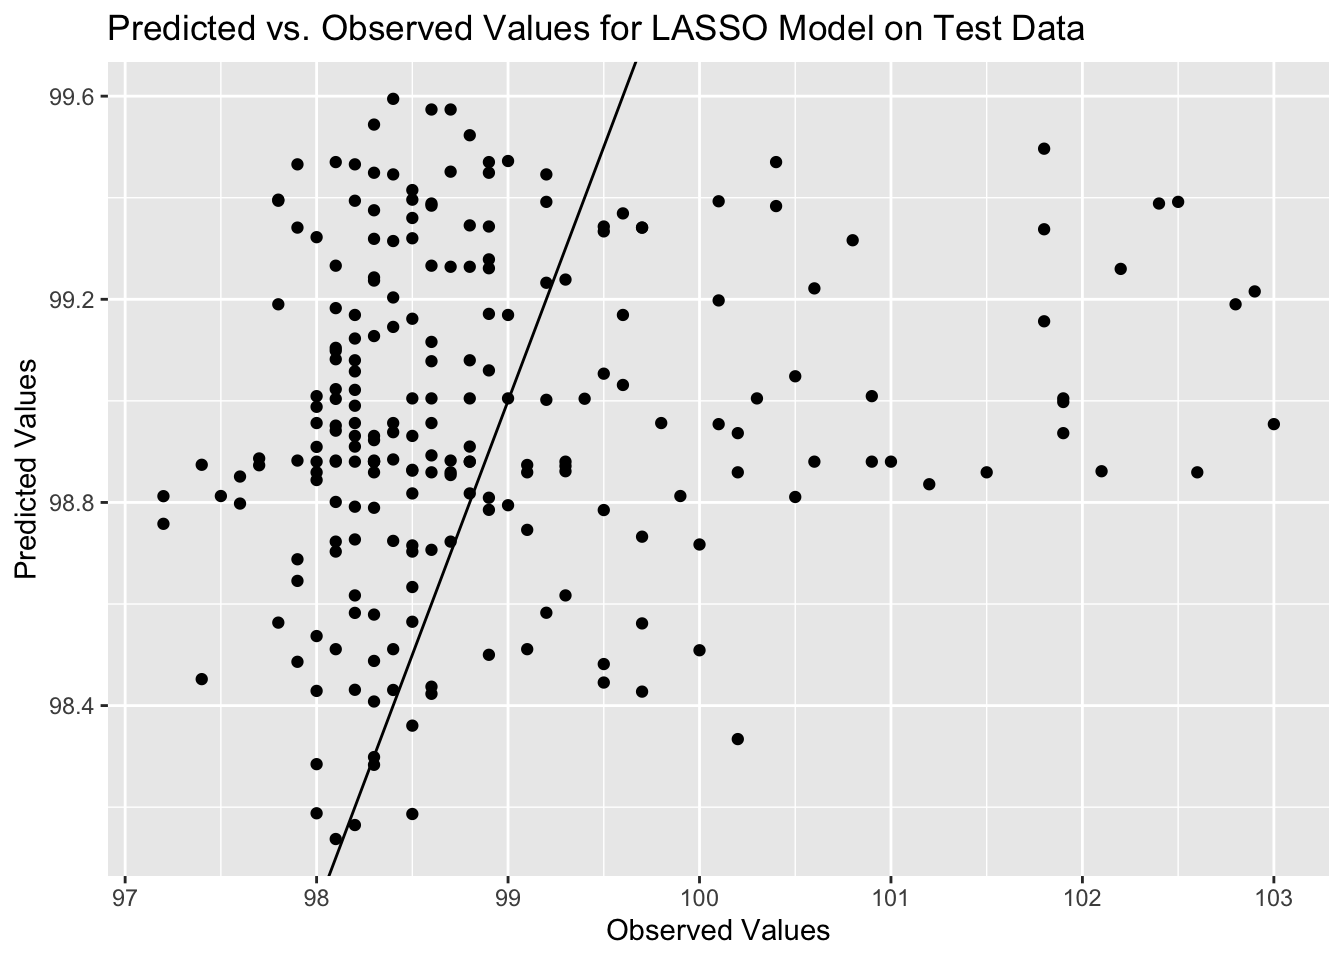 Predicted vs. Observed Values for LASSO Model on Test Data
99.6
99.2
98.8
98.4
Predicted Values
97 98 99 100 101 102 103
Observed Values